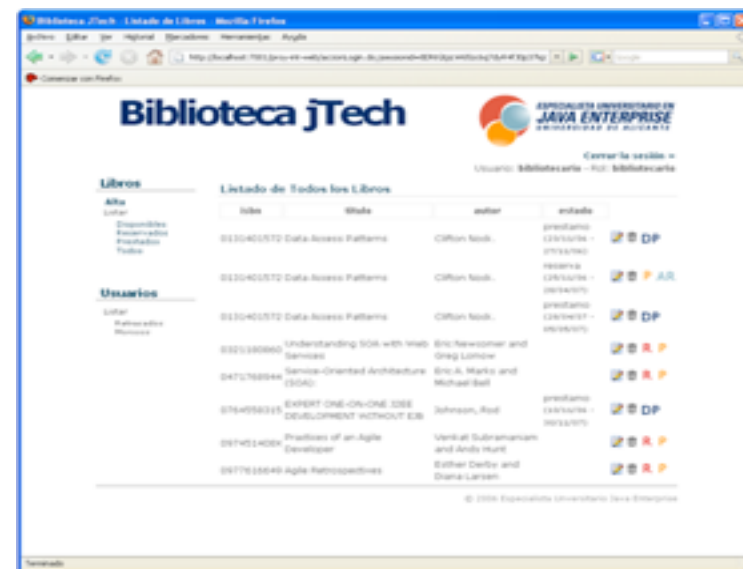 Biblioteca JTech - Listado de Libros - Mozilla Firefox
Archivo Editar Ver Historial Marcadores Herramientas Ayuda
Comenzar con Firefox
Biblioteca jTech
ESPECIALISTA UNIVERSITARIO EN
JAVA ENTERPRISE
UNIVERSIDAD DE ALICANTE
Cerrar la sesión
Usuario: bibliotecario - Rol: bibliotecario
Libros
Alta
Listar
Disponibles
Reservados
Prestados
Todos
Usuarios
Listar
Morosos
Listado de Todos los Libros
isbn título autor estado
0131401572 Data Access Patterns Clifton Nock. prestamo DP
0131401572 Data Access Patterns Clifton Nock. reserva P AR
0131401572 Data Access Patterns Clifton Nock. prestamo DP
Understanding SOA with Web Services Eric Newcomer and Greg Lomow R P
Service-Oriented Architecture (SOA): Eric A. Marks and Michael Bell R P
EXPERT ONE-ON-ONE J2EE DEVELOPMENT WITHOUT EJB Johnson, Rod prestamo DP
Practices of an Agile Developer Venkat Subramaniam and Andy Hunt R P
0977616649 Agile Retrospectives Esther Derby and Diana Larsen R P
© 2006 Especialista Universitario Java Enterprise
Terminado